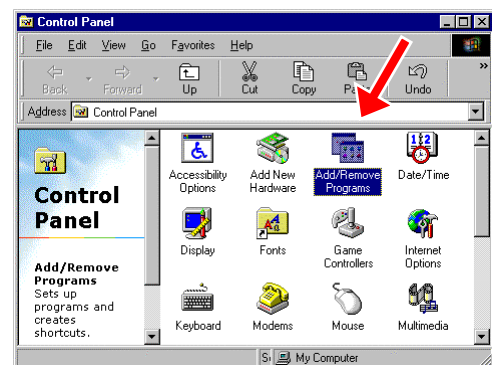 Control Panel
File Edit View Go Favorites Help
Back Forward Up Cut Copy Undo »
Address Control Panel
Control
Panel
Add/Remove
Programs
Sets up
programs and
creates
shortcuts.
Accessibility
Options
Add New
Hardware
Add/Remove
Programs
Date/Time
Display
Fonts
Game
Controllers
Internet
Options
Keyboard
Modems
Mouse
Multimedia
My Computer